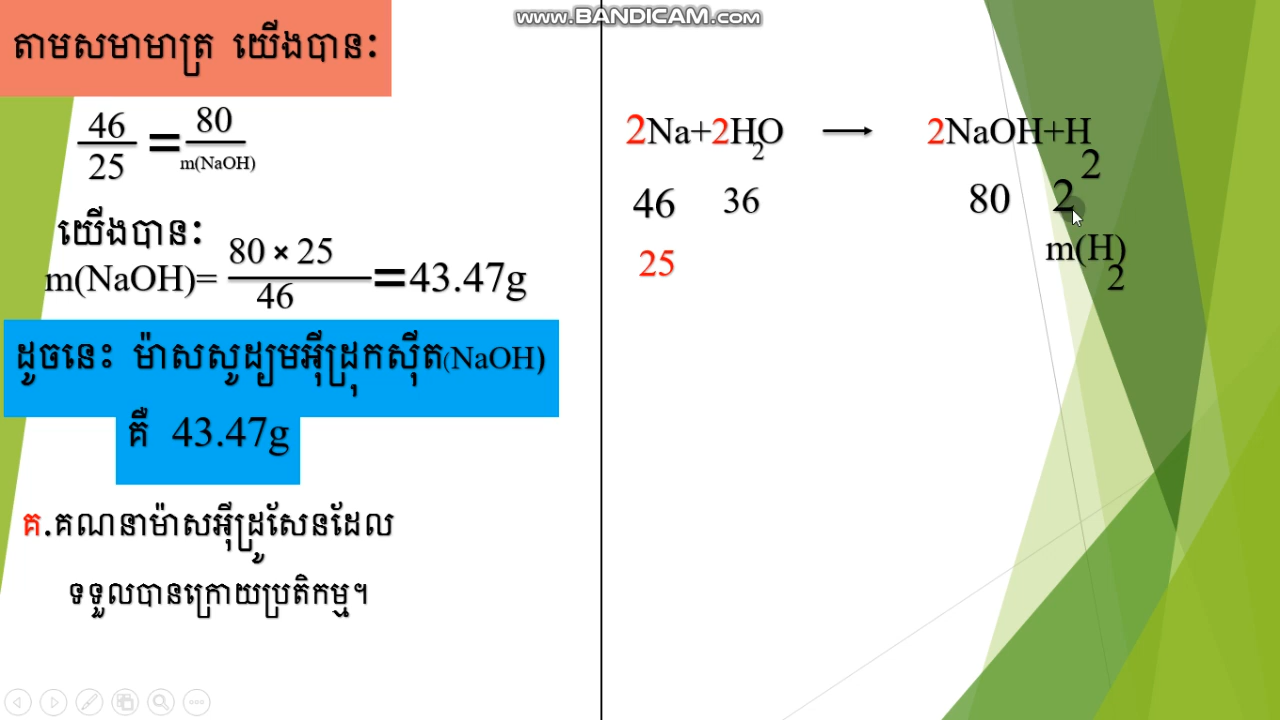 www.BANDICAM.com
តាមសមាមាត្រ យើងបានៈ
46/25 = 80/m(NaOH)
យើងបានៈ
m(NaOH)= 80 × 25/46 = 43.47g
ដូចនេះ ម៉ាសសូដ្យមអ៊ីដ្រុកស៊ីត(NaOH)
គឺ 43.47g
គ.គណនាម៉ាសអ៊ីដ្រូសែនដែល
ទទួលបានក្រោយប្រតិកម្ម។
2Na+2H₂O ⟶ 2NaOH+H₂
46 36 80 2
25 m(H₂)